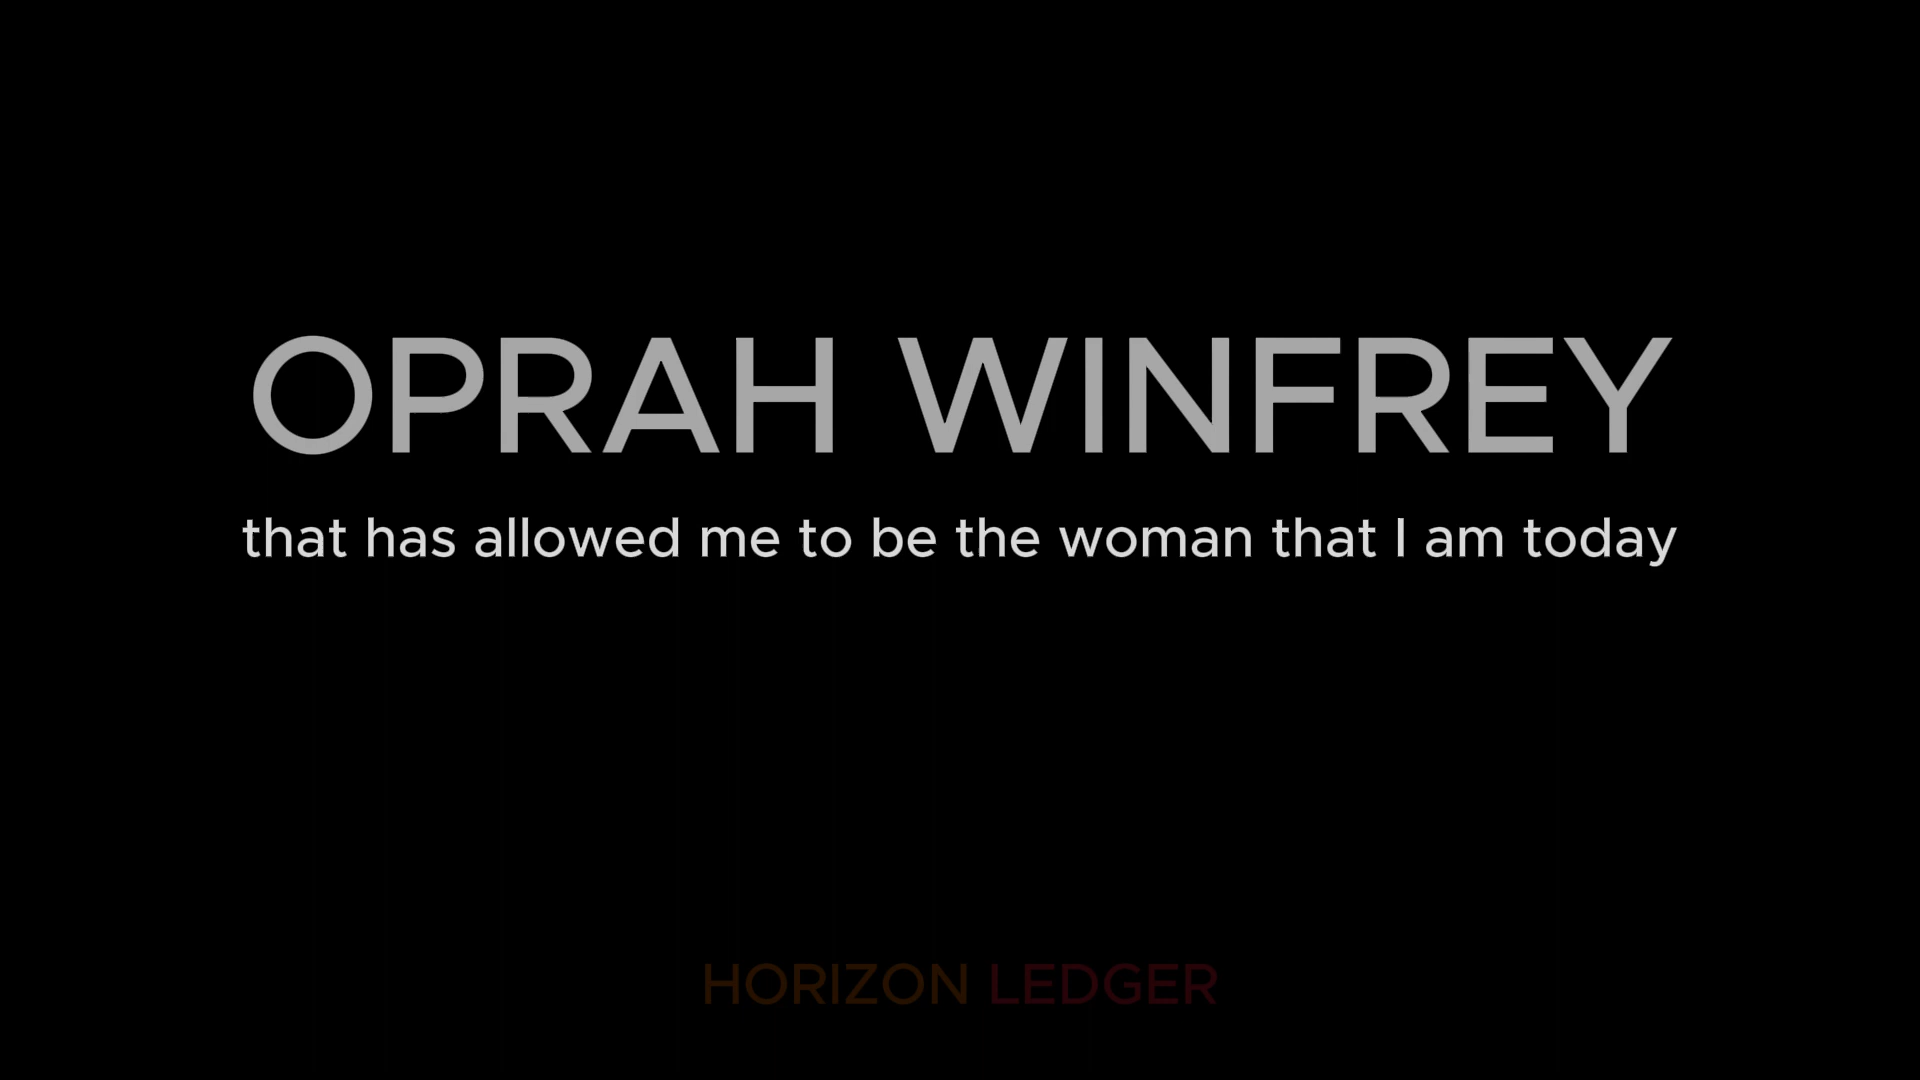 OPRAH WINFREY
that has allowed me to be the woman that I am today
HORIZON LEDGER